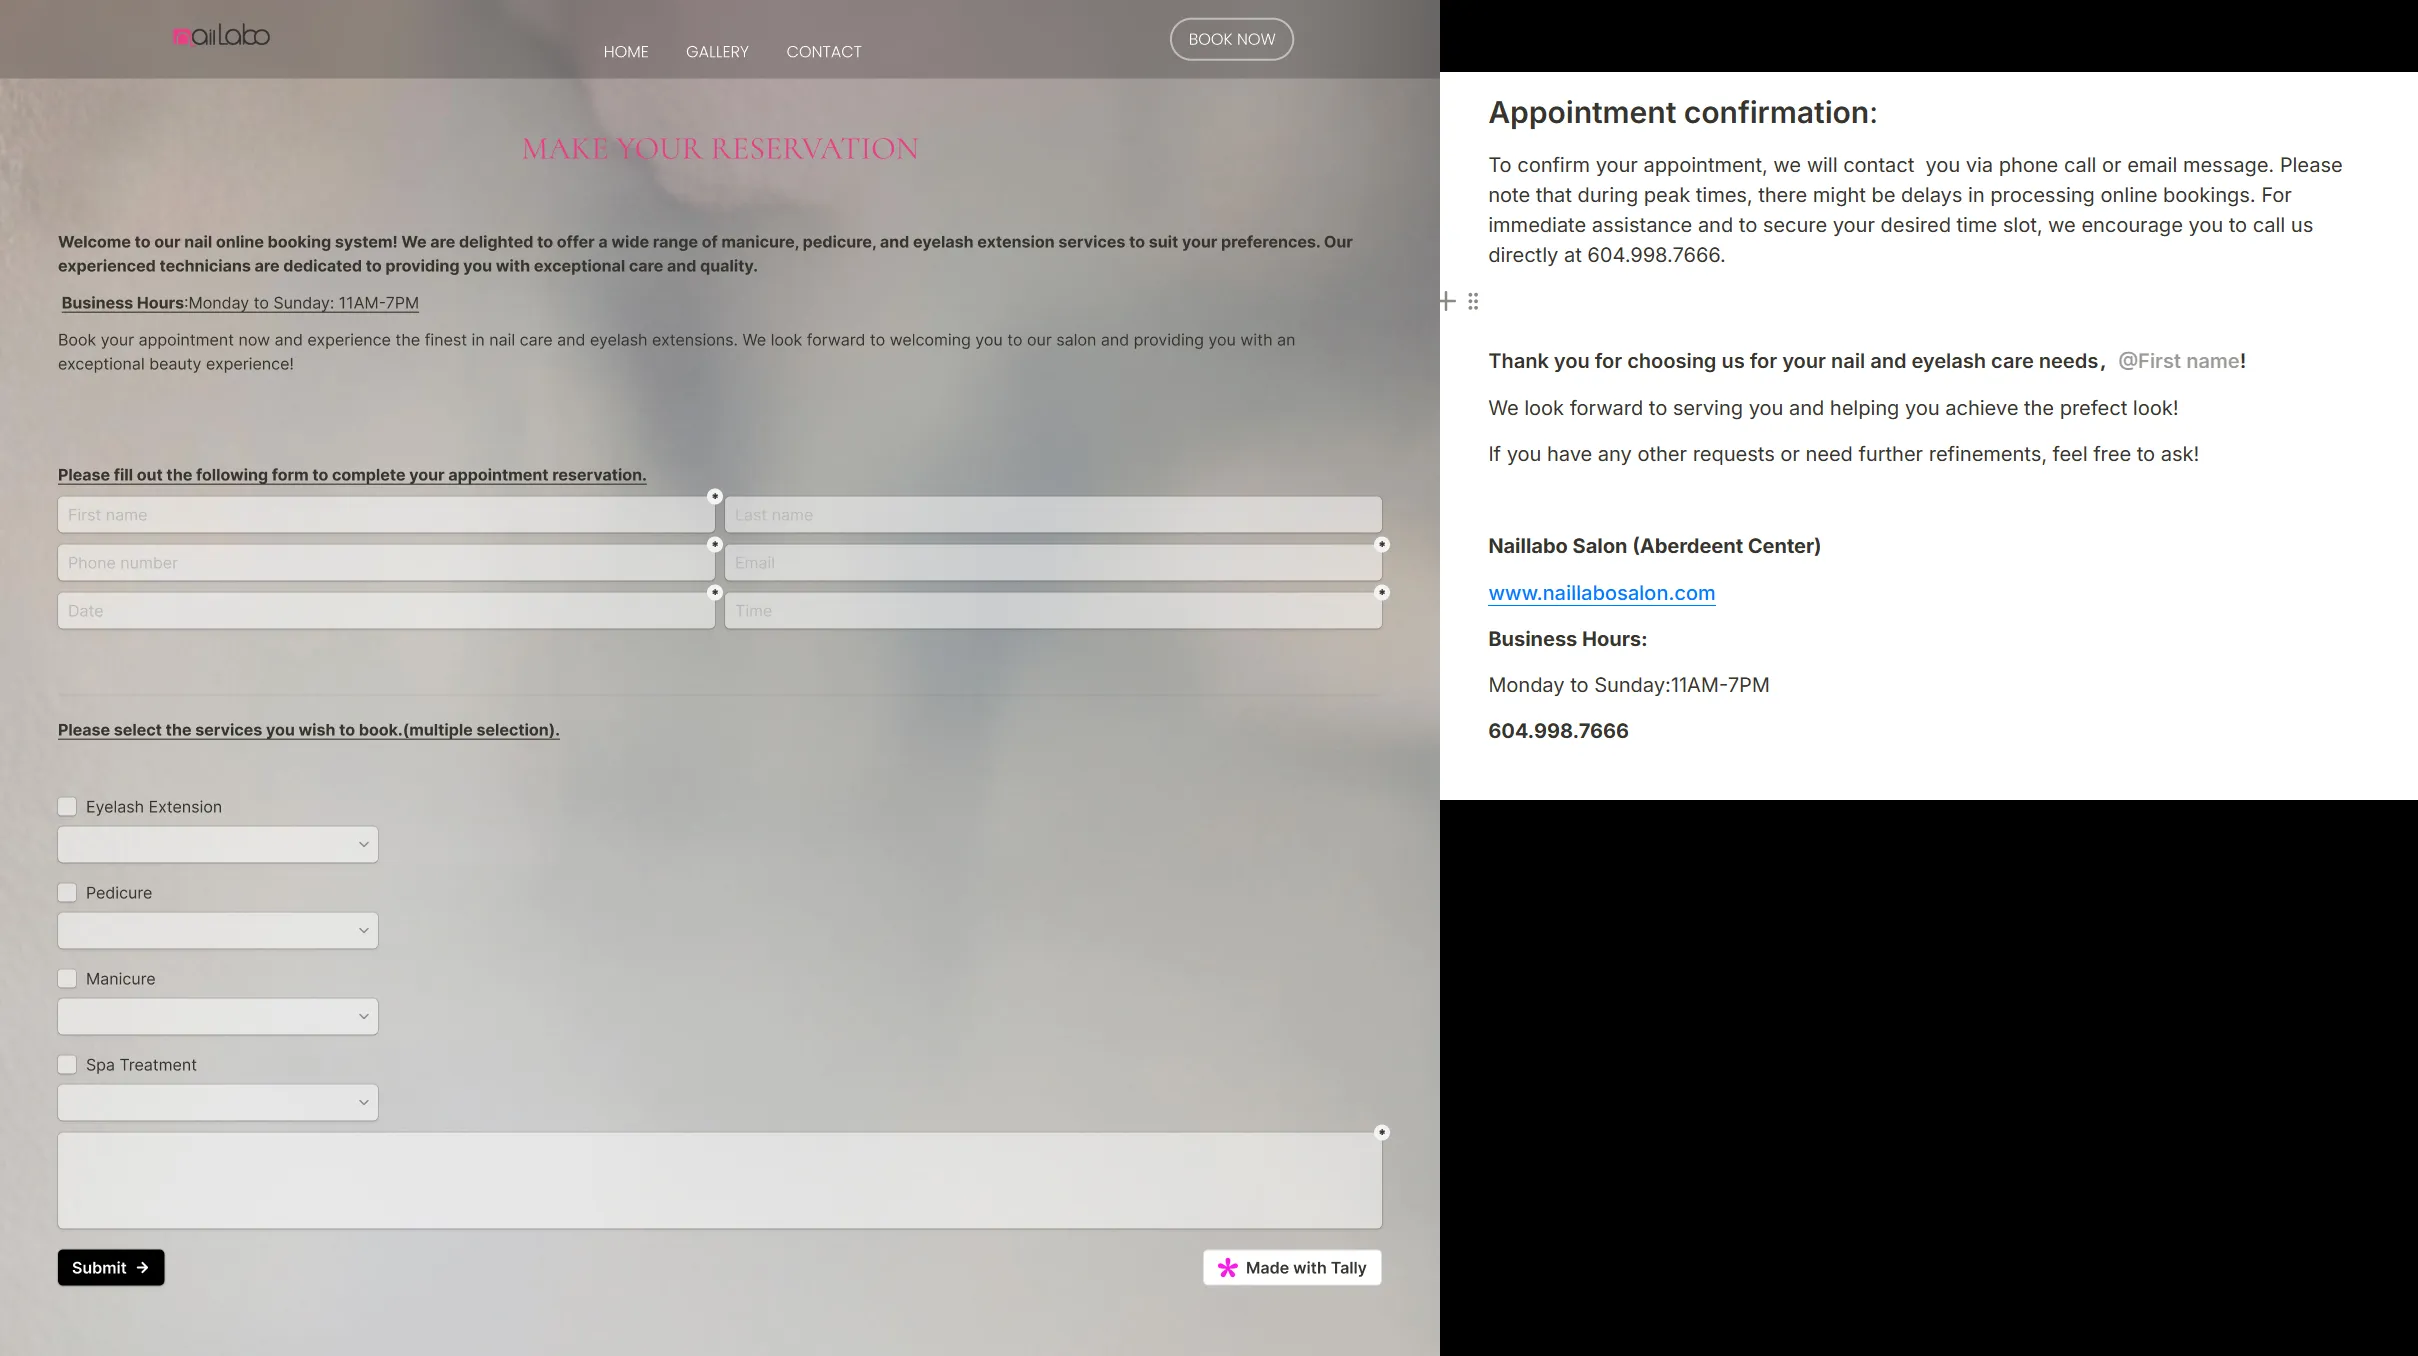 nailLabo
HOME GALLERY CONTACT
BOOK NOW
MAKE YOUR RESERVATION
Welcome to our nail online booking system! We are delighted to offer a wide range of manicure, pedicure, and eyelash extension services to suit your preferences. Our
experienced technicians are dedicated to providing you with exceptional care and quality.
Business Hours:Monday to Sunday: 11AM-7PM
Book your appointment now and experience the finest in nail care and eyelash extensions. We look forward to welcoming you to our salon and providing you with an
exceptional beauty experience!
Please fill out the following form to complete your appointment reservation.
First name
Last name
Phone number
Email
Date
Time
Please select the services you wish to book.(multiple selection).
Eyelash Extension
Pedicure
Manicure
Spa Treatment
Submit →
Made with Tally
Appointment confirmation:
To confirm your appointment, we will contact  you via phone call or email message. Please
note that during peak times, there might be delays in processing online bookings. For
immediate assistance and to secure your desired time slot, we encourage you to call us
directly at 604.998.7666.
Thank you for choosing us for your nail and eyelash care needs，@First name!
We look forward to serving you and helping you achieve the prefect look!
If you have any other requests or need further refinements, feel free to ask!
Naillabo Salon (Aberdeent Center)
www.naillabosalon.com
Business Hours:
Monday to Sunday:11AM-7PM
604.998.7666